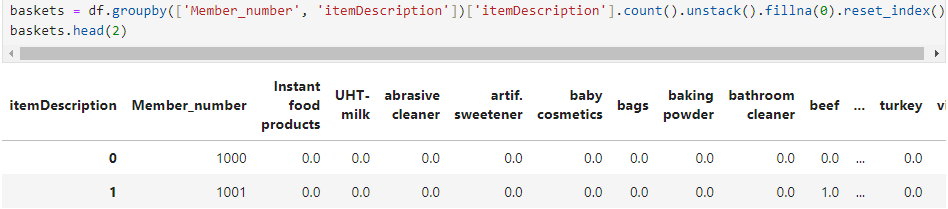 baskets = df.groupby(['Member_number', 'itemDescription'])['itemDescription'].count().unstack().fillna(0).reset_index()
baskets.head(2)
itemDescription Member_number Instant food products UHT-milk abrasive cleaner artif. sweetener baby cosmetics bags baking powder bathroom cleaner beef ... turkey vi
0 1000 0.0 0.0 0.0 0.0 0.0 0.0 0.0 0.0 0.0 ... 0.0
1 1001 0.0 0.0 0.0 0.0 0.0 0.0 0.0 0.0 1.0 ... 0.0